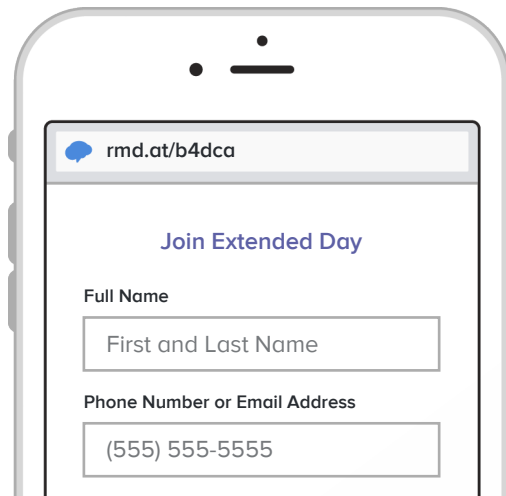 rmd.at/b4dca
Join Extended Day
Full Name
First and Last Name
Phone Number or Email Address
(555) 555-5555